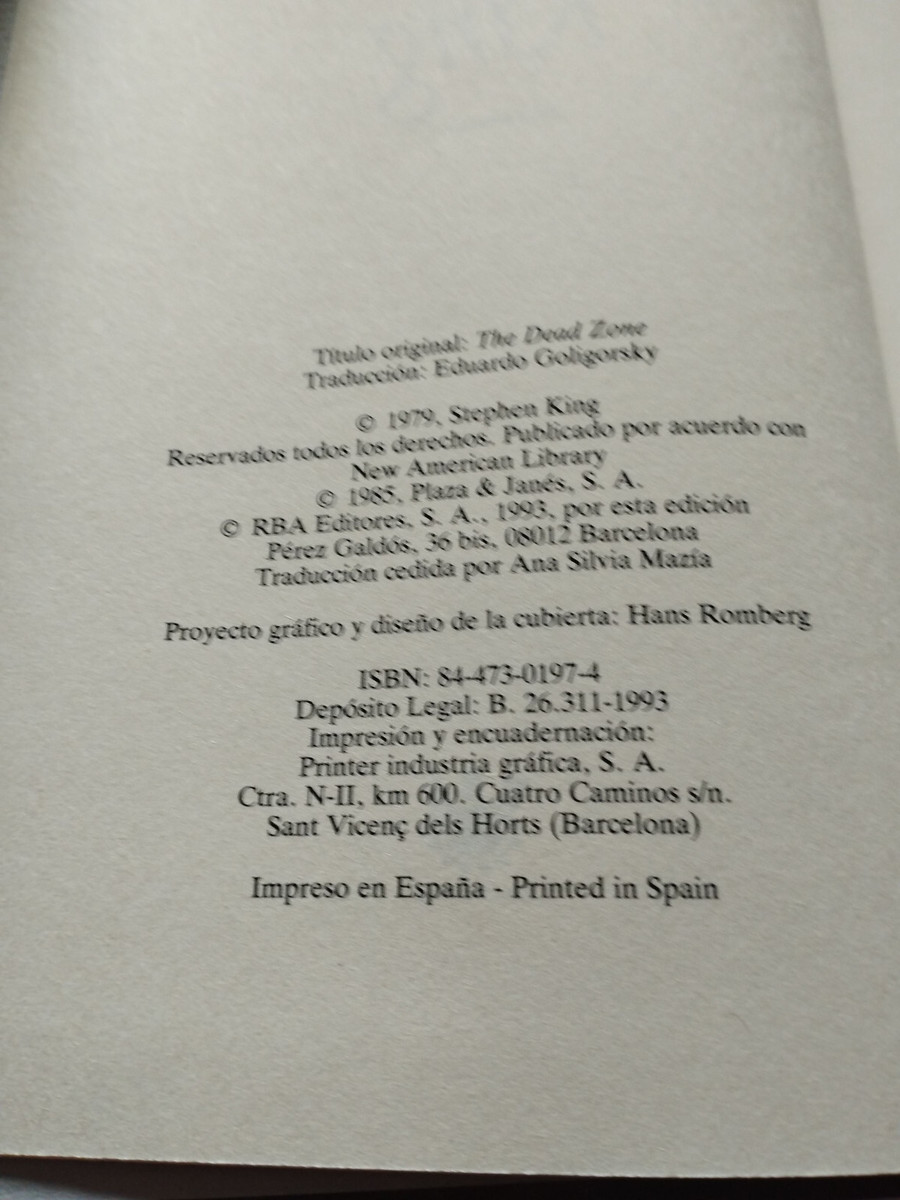 Título original: The Dead Zone
Traducción: Eduardo Goligorsky
© 1979, Stephen King
Reservados todos los derechos. Publicado por acuerdo con
New American Library
© 1985, Plaza & Janés, S. A.
© RBA Editores, S. A., 1993, por esta edición
Pérez Galdós, 36 bis, 08012 Barcelona
Traducción cedida por Ana Silvia Mazía
Proyecto gráfico y diseño de la cubierta: Hans Romberg
ISBN: 84-473-0197-4
Depósito Legal: B. 26.311-1993
Impresión y encuadernación:
Printer industria gráfica, S. A.
Ctra. N-II, km 600. Cuatro Caminos s/n.
Sant Vicenç dels Horts (Barcelona)
Impreso en España - Printed in Spain